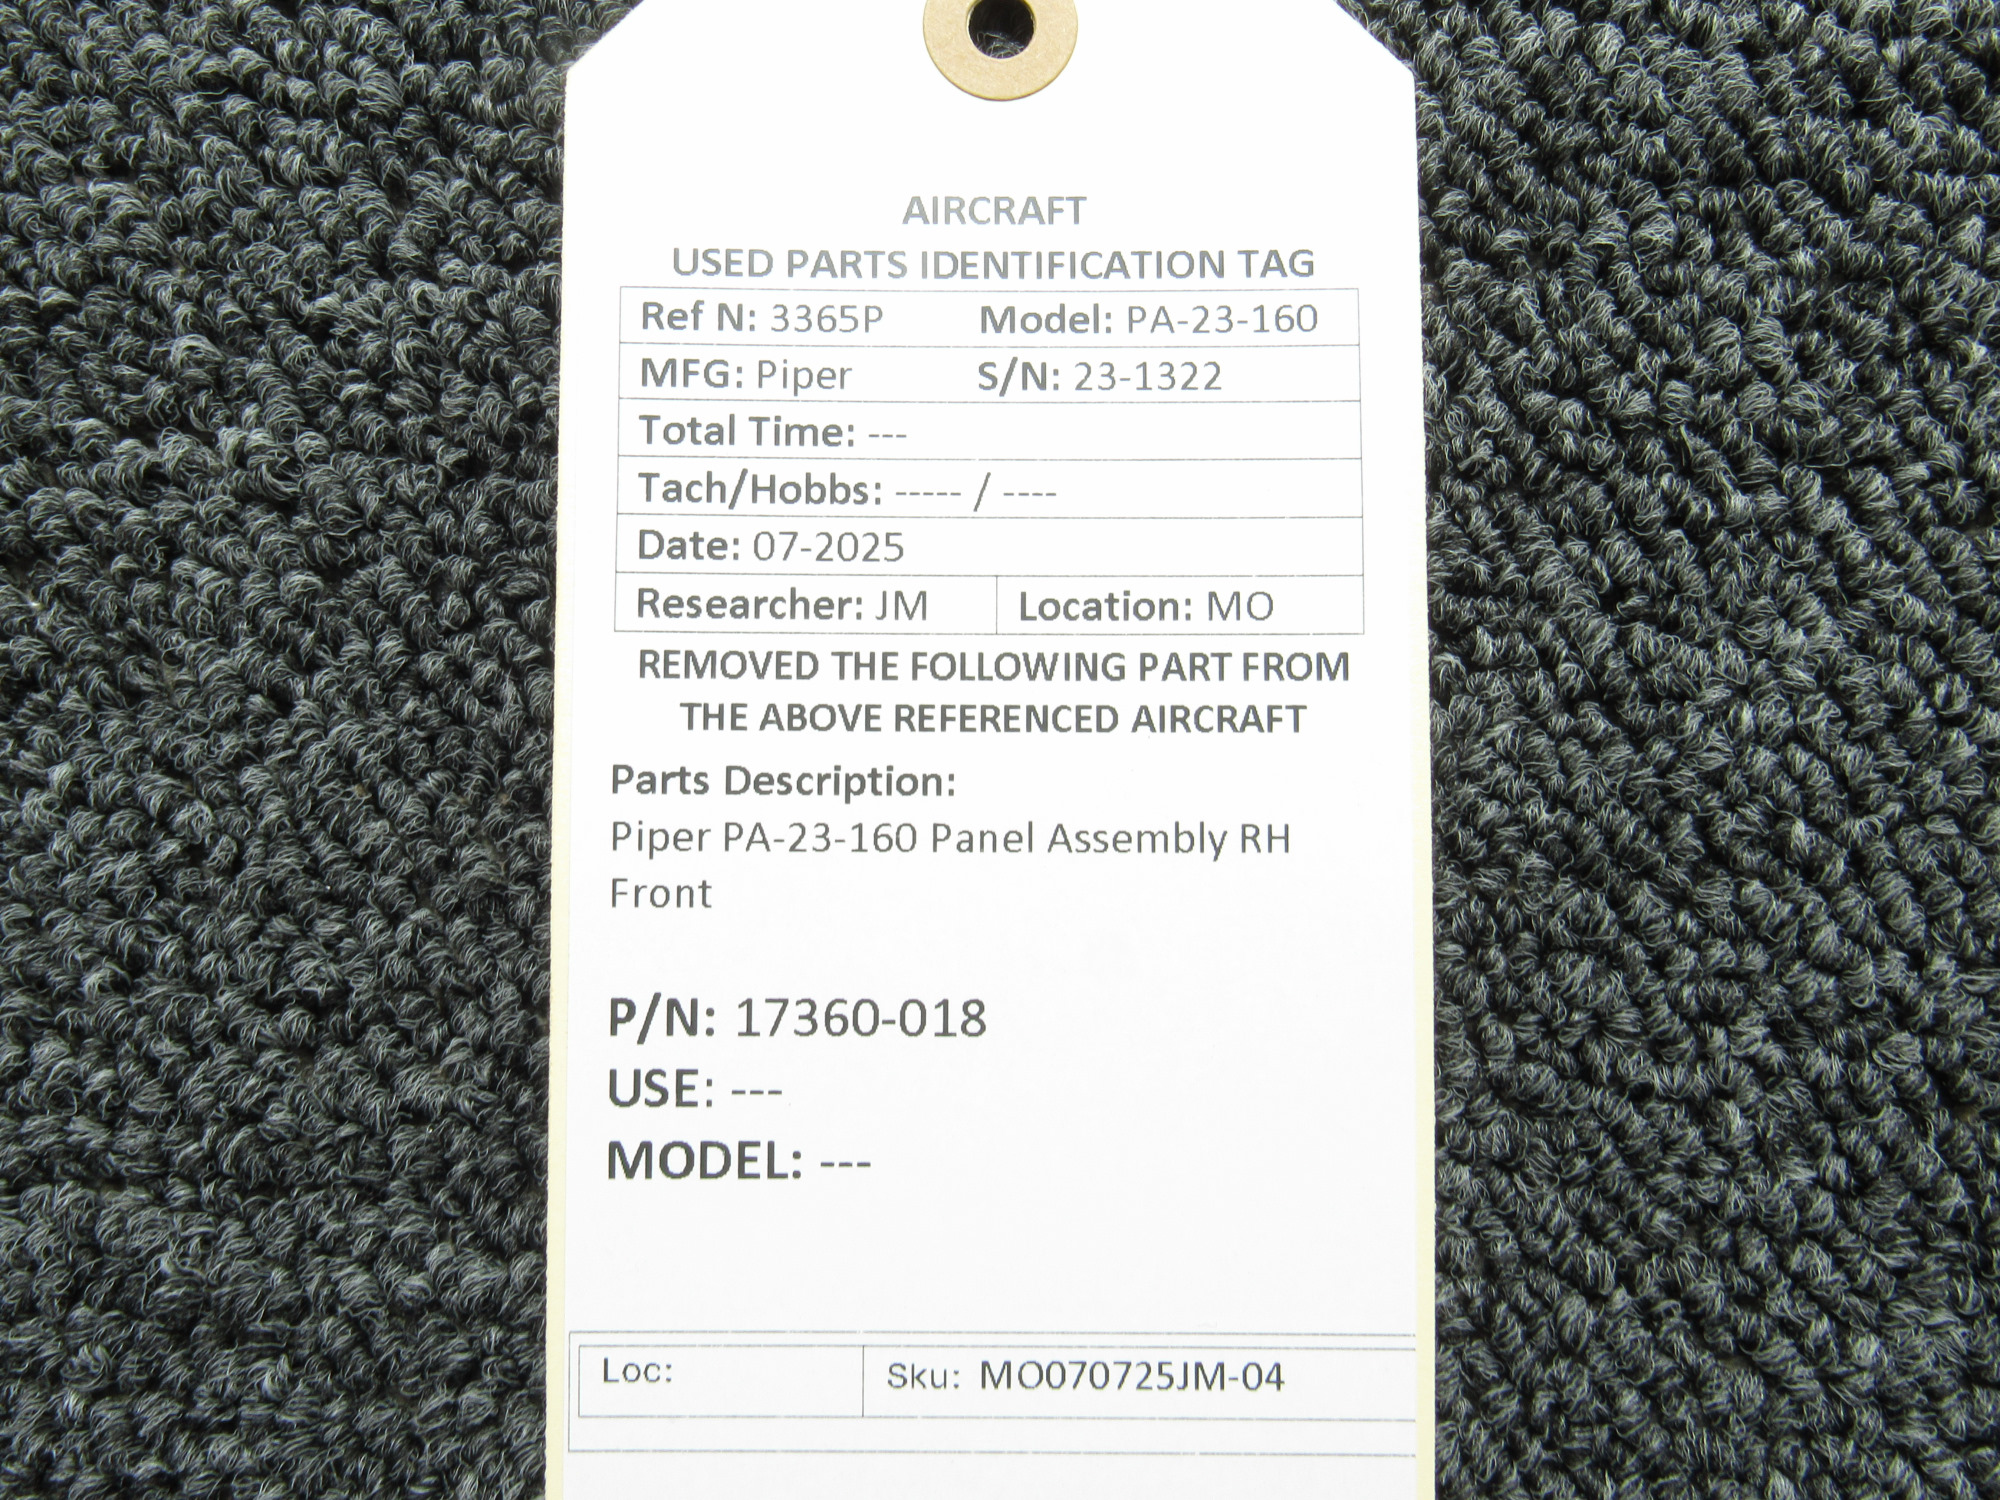 AIRCRAFT
USED PARTS IDENTIFICATION TAG
Ref N: 3365P Model: PA-23-160
MFG: Piper S/N: 23-1322
Total Time: ---
Tach/Hobbs: ----- / ----
Date: 07-2025
Researcher: JM Location: MO
REMOVED THE FOLLOWING PART FROM
THE ABOVE REFERENCED AIRCRAFT
Parts Description:
Piper PA-23-160 Panel Assembly RH
Front
P/N: 17360-018
USE: ---
MODEL: ---
Loc: Sku: MO070725JM-04